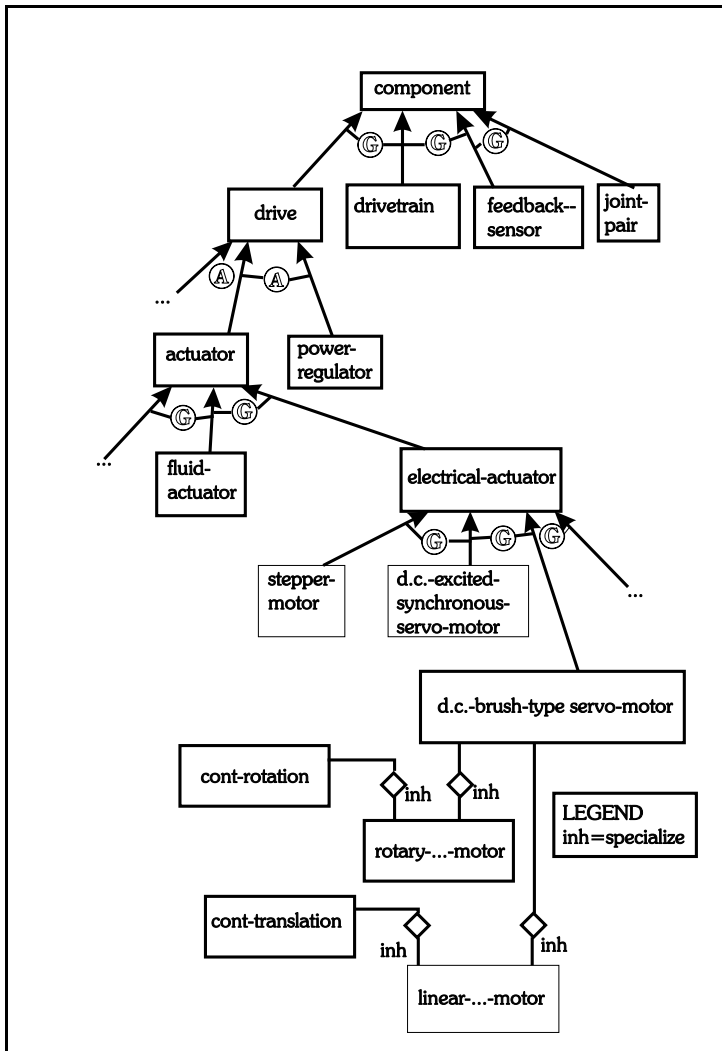 component
G
G
G
drive
drivetrain
feedback--
sensor
joint-
pair
A
A
...
actuator
power-
regulator
G
G
...
fluid-
actuator
electrical-actuator
G
G
G
stepper-
motor
d.c.-excited-
synchronous-
servo-motor
...
d.c.-brush-type servo-motor
cont-rotation
inh
inh
LEGEND
inh=specialize
rotary-...-motor
cont-translation
inh
inh
linear-...-motor